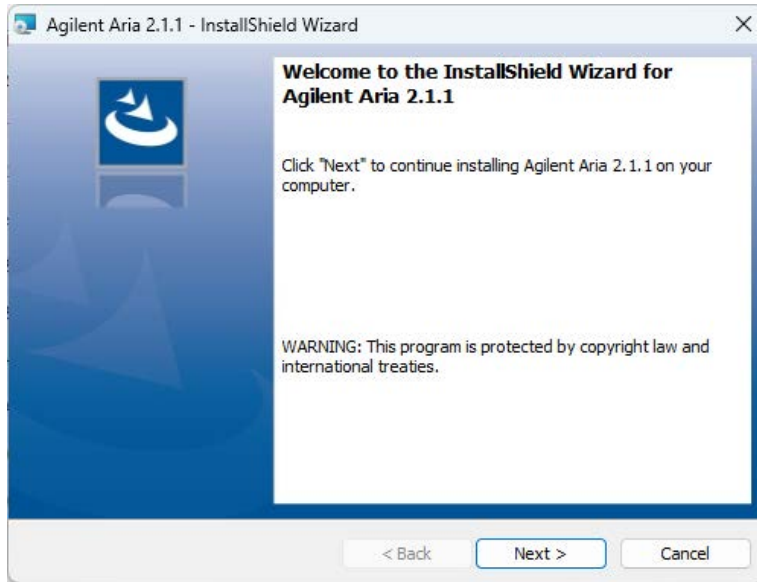 Agilent Aria 2.1.1 - InstallShield Wizard
Welcome to the InstallShield Wizard for
Agilent Aria 2.1.1
Click "Next" to continue installing Agilent Aria 2.1.1 on your
computer.
WARNING: This program is protected by copyright law and
international treaties.
< Back
Next >
Cancel